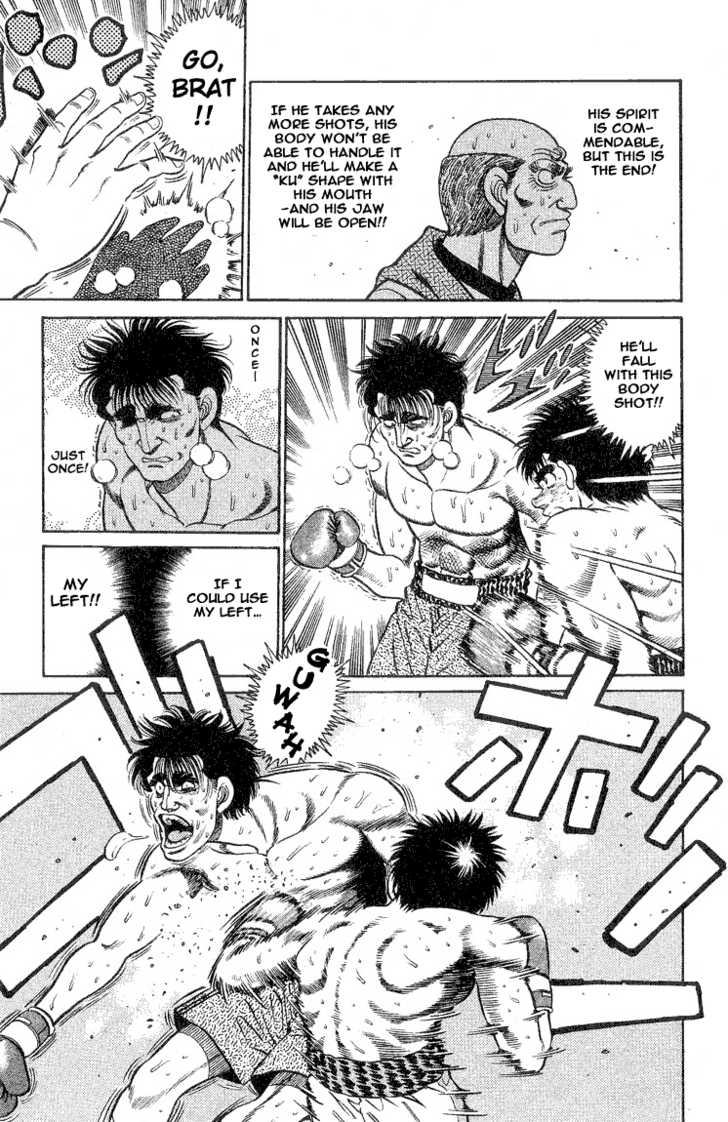 HIS SPIRIT
IS COM-
MENDABLE,
BUT THIS IS
THE END!
IF HE TAKES ANY
MORE SHOTS, HIS
BODY WON'T BE
ABLE TO HANDLE IT
AND HE'LL MAKE A
"KU" SHAPE WITH
HIS MOUTH
-AND HIS JAW
WILL BE OPEN!!
GO,
BRAT
!!
HE'LL
FALL
WITH THIS
BODY
SHOT!!
ONCE—
JUST
ONCE!
IF I
COULD USE
MY LEFT...
MY
LEFT!!
GUWAH